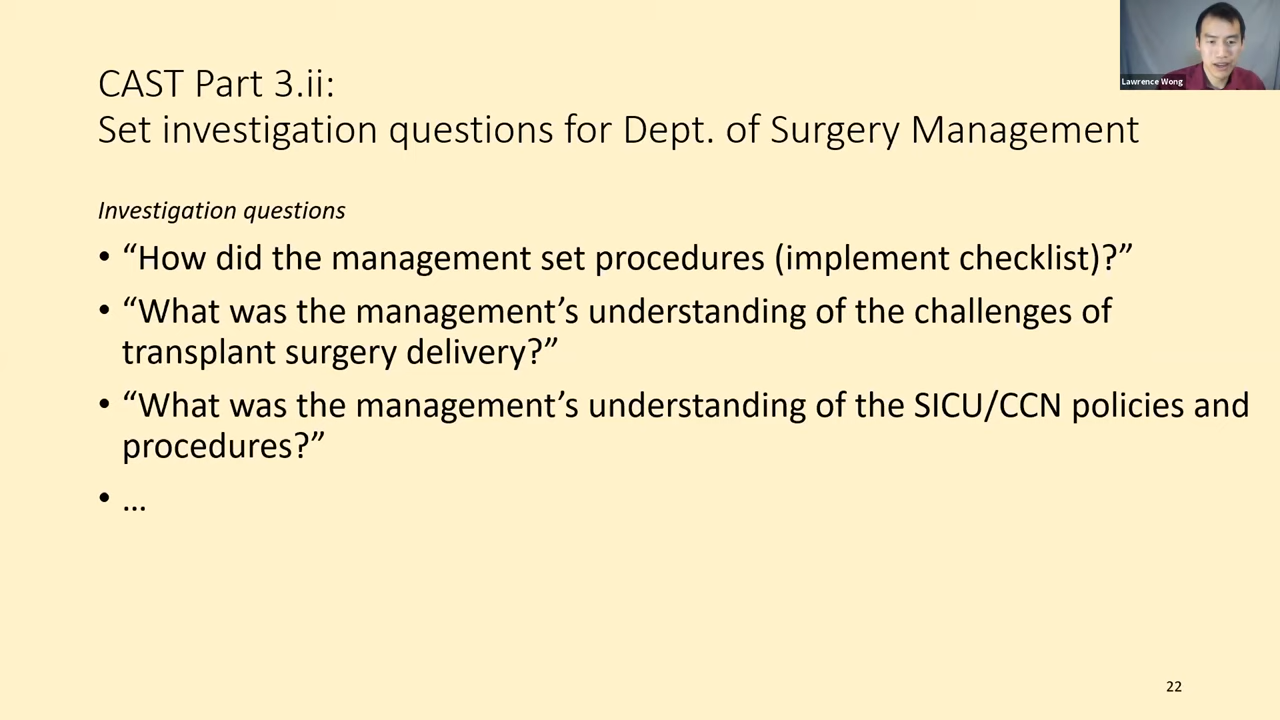 Lawrence Wong
CAST Part 3.ii:
Set investigation questions for Dept. of Surgery Management
Investigation questions
• “How did the management set procedures (implement checklist)?”
• “What was the management’s understanding of the challenges of
transplant surgery delivery?”
• “What was the management’s understanding of the SICU/CCN policies and
procedures?”
• …
22